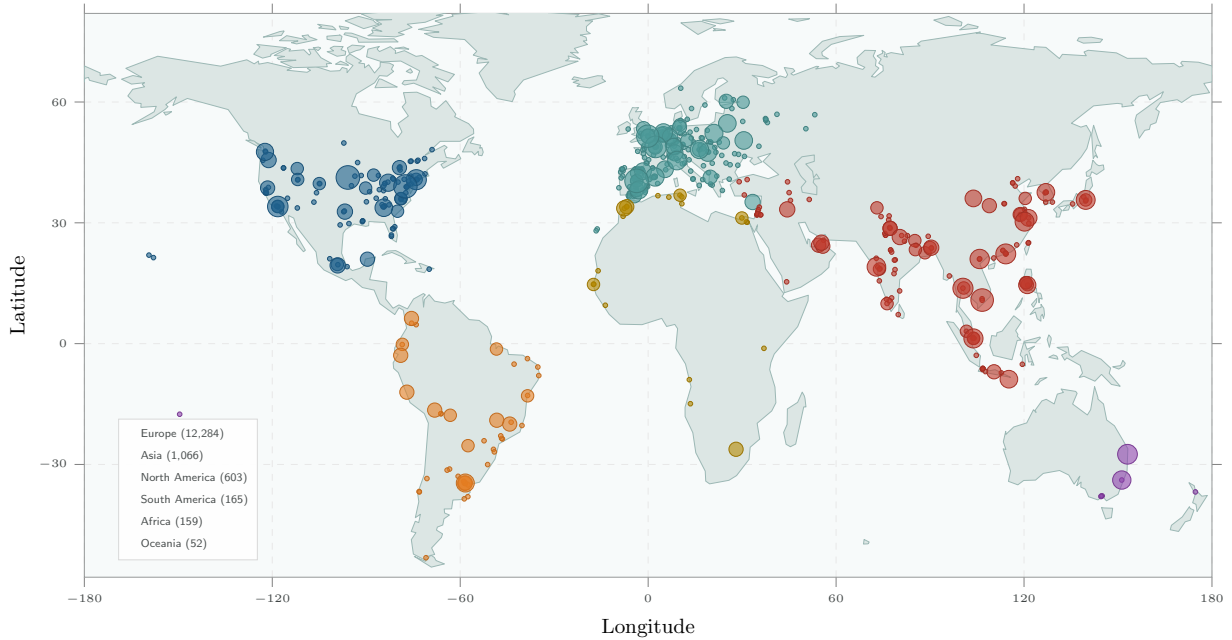 60
30
0
−30
Latitude
Europe (12,284)
Asia (1,066)
North America (603)
South America (165)
Africa (159)
Oceania (52)
−180
−120
−60
0
60
120
180
Longitude